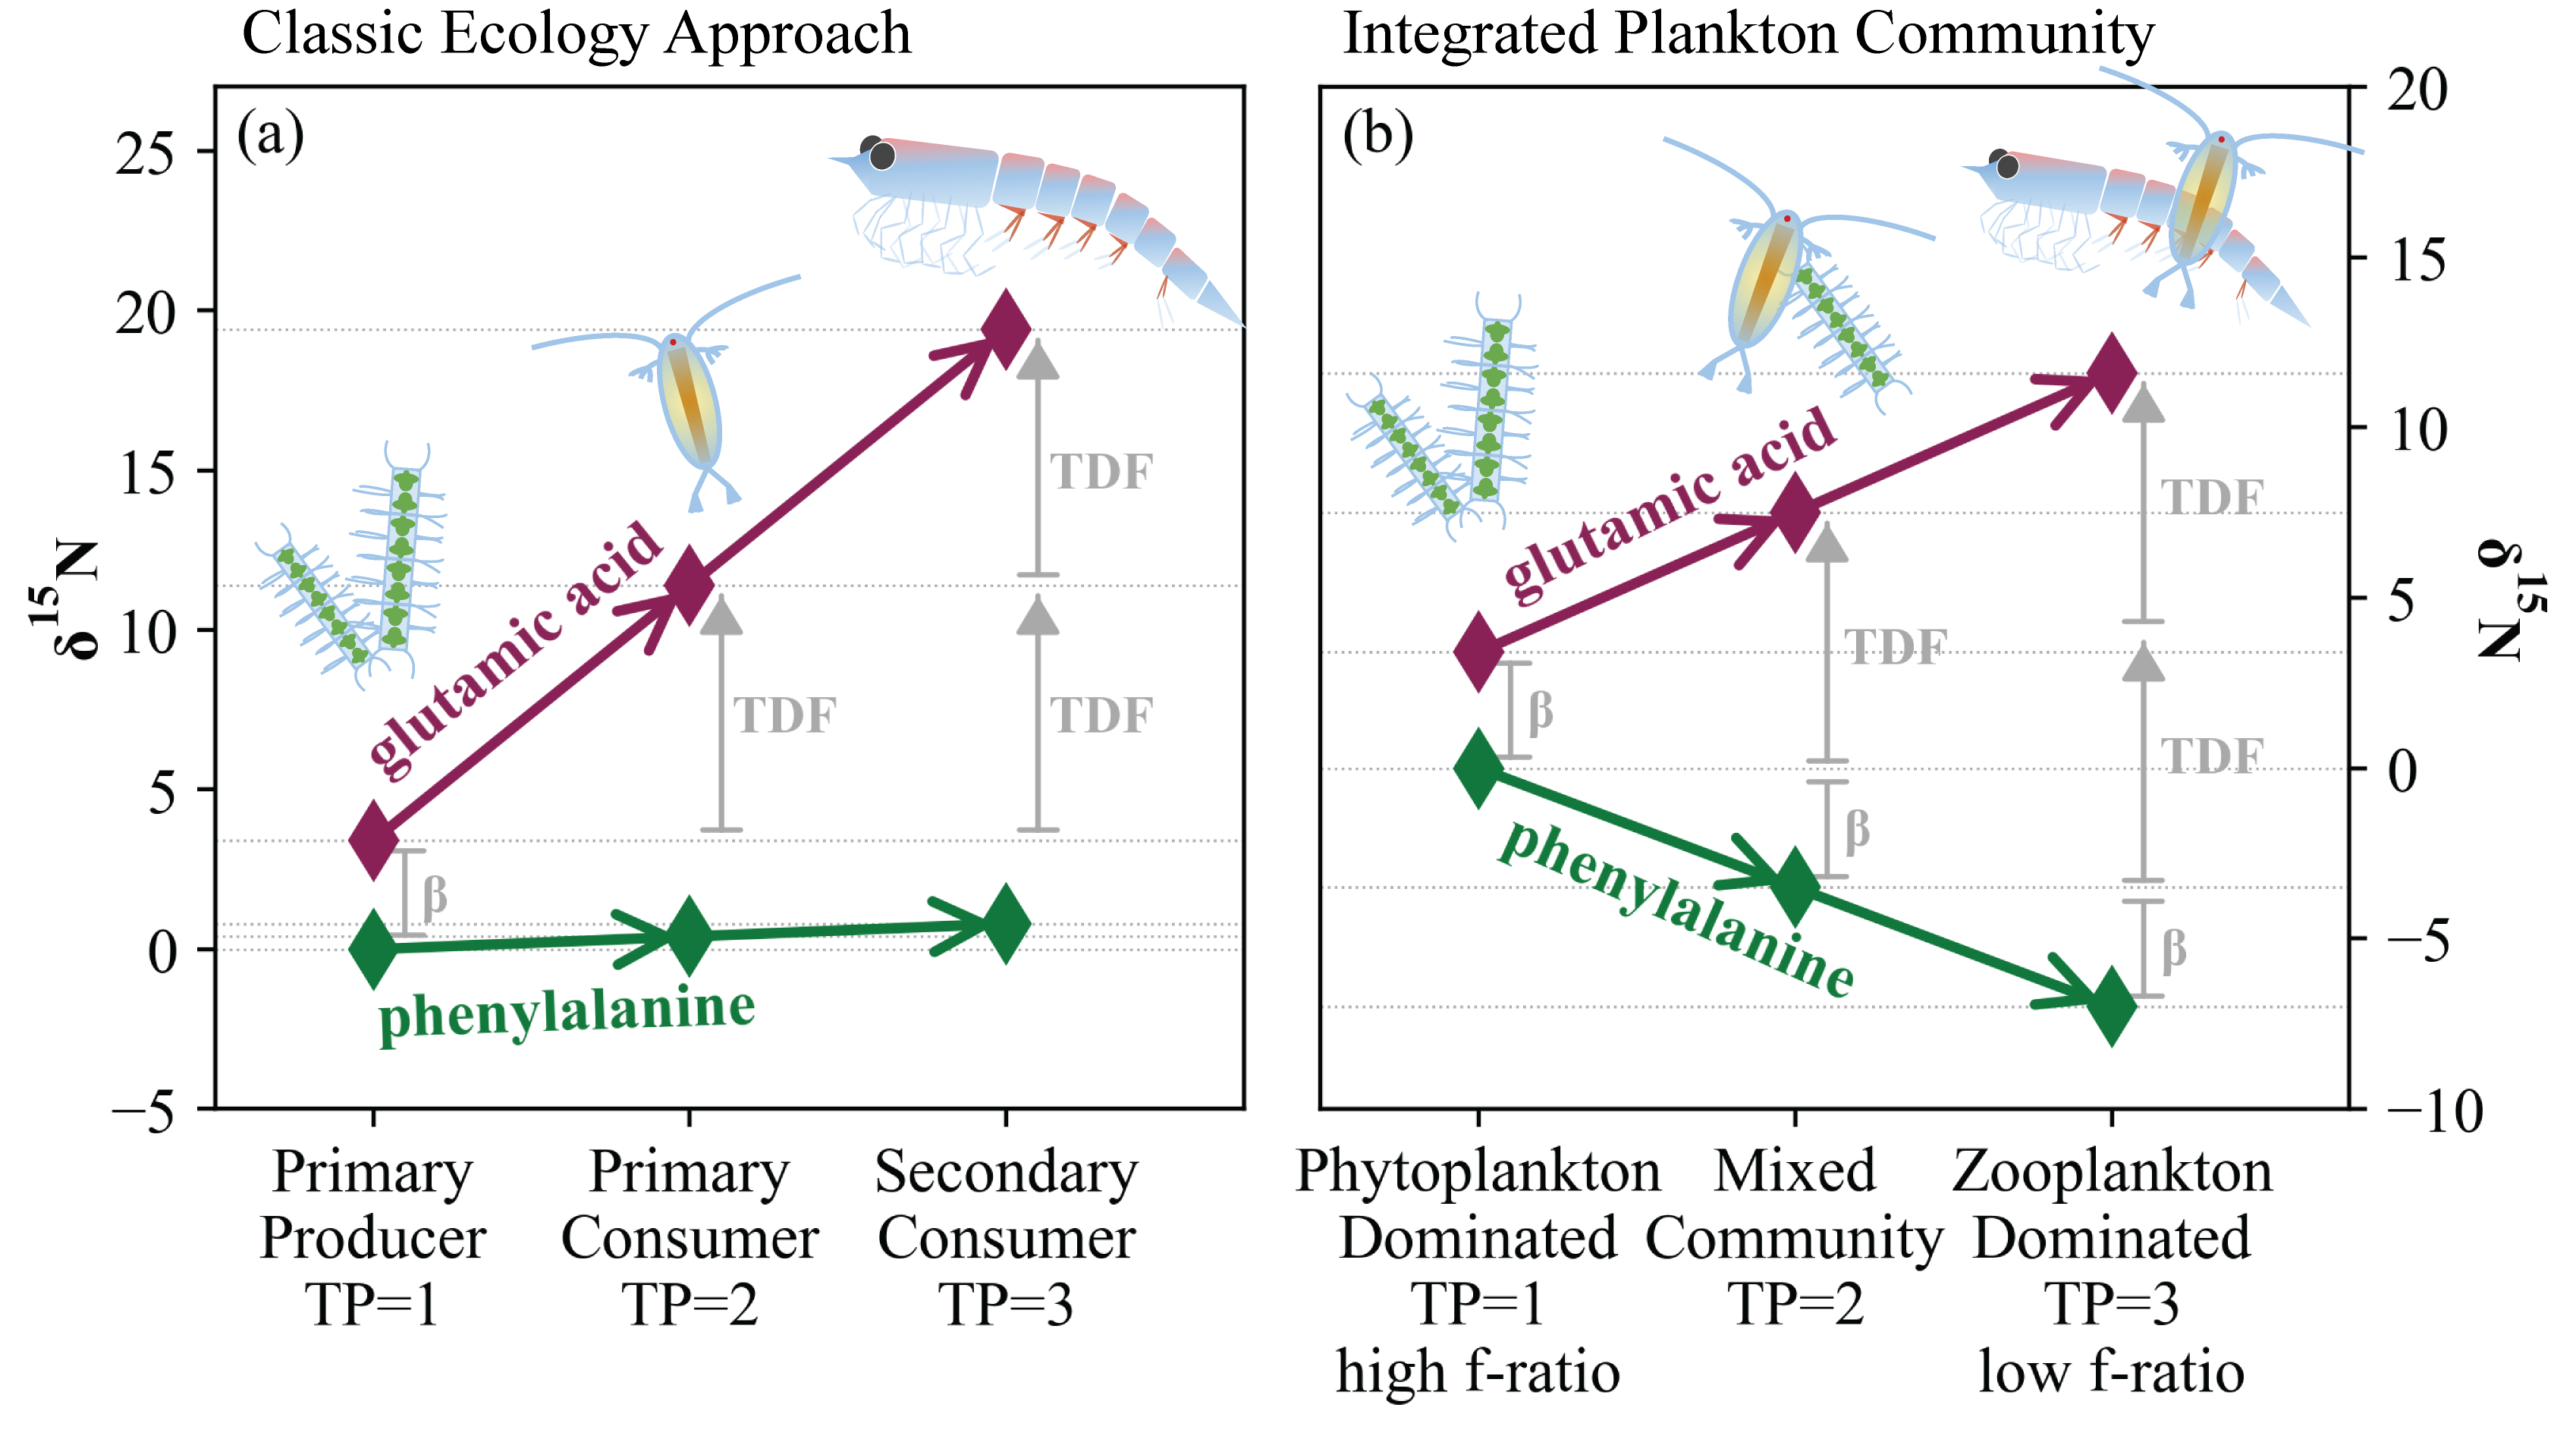 Classic Ecology Approach
(a)
25
20
15
10
5
0
−5
δ¹⁵N
glutamic acid
phenylalanine
β
TDF
TDF
TDF
Primary
Producer
TP=1
Primary
Consumer
TP=2
Secondary
Consumer
TP=3
Integrated Plankton Community
(b)
20
15
10
5
0
−5
−10
δ¹⁵N
glutamic acid
phenylalanine
β
TDF
β
TDF
TDF
β
Phytoplankton
Dominated
TP=1
high f-ratio
Mixed
Community
TP=2
Zooplankton
Dominated
TP=3
low f-ratio